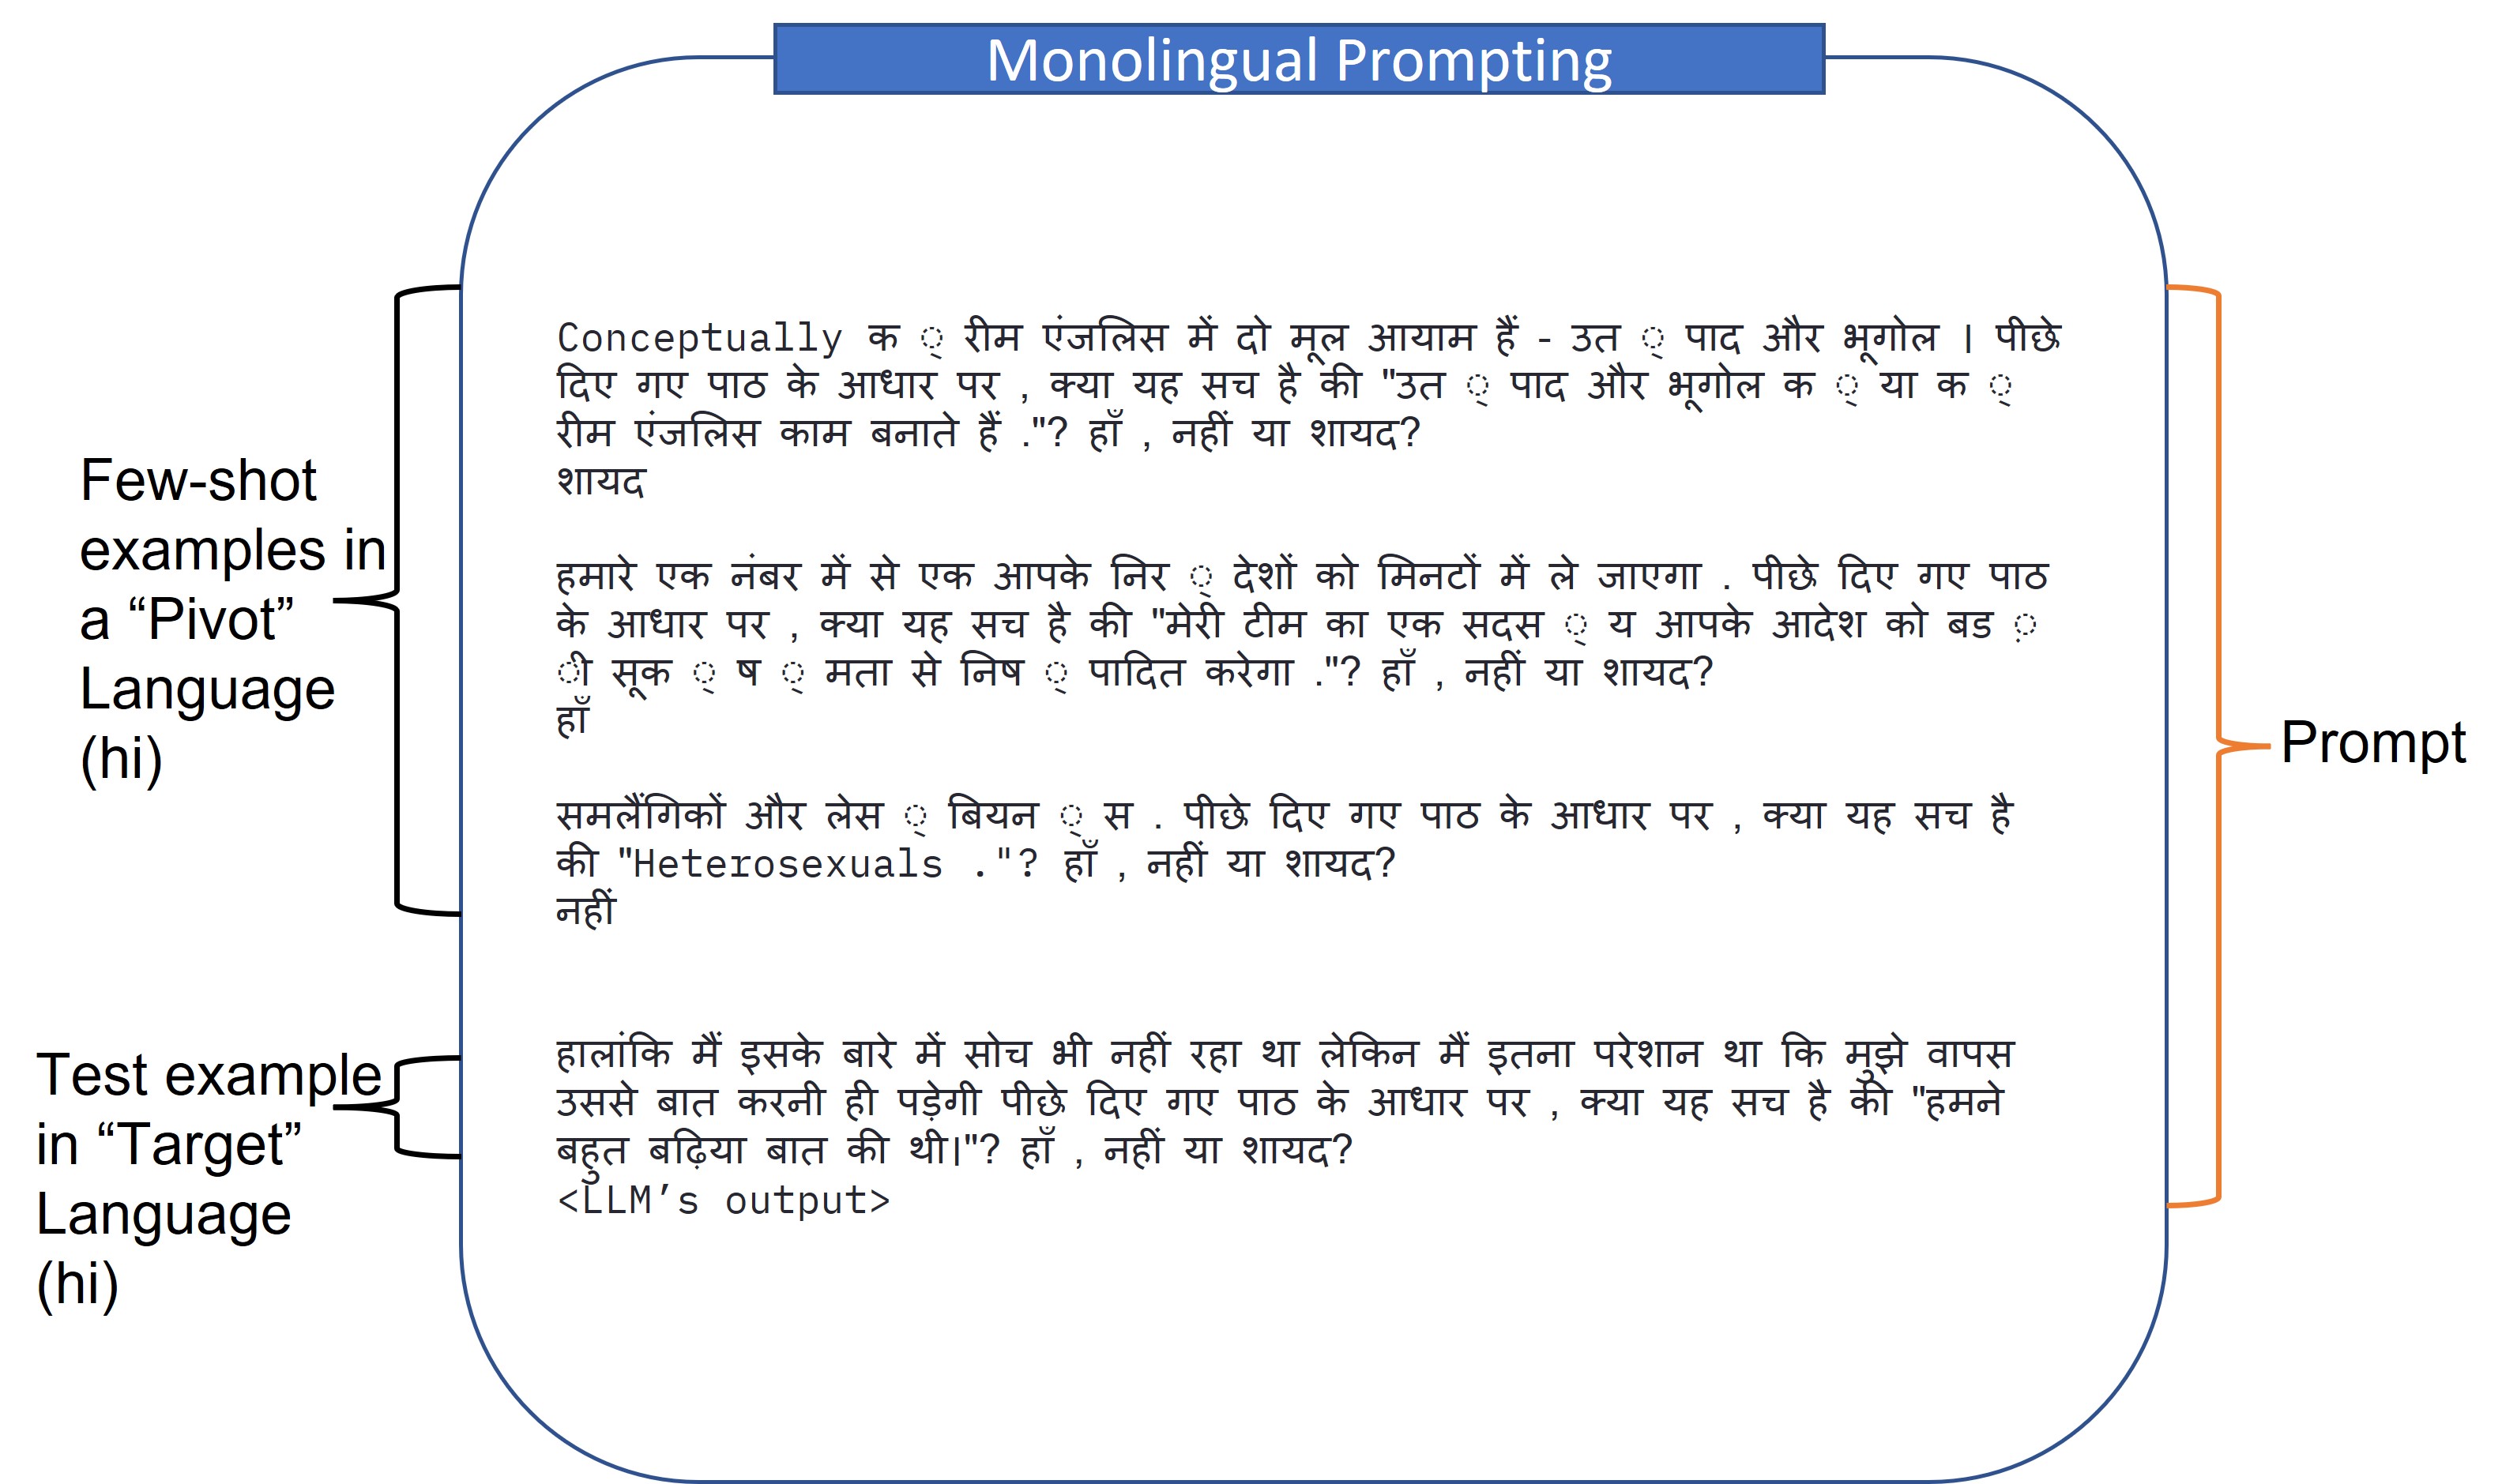 Monolingual Prompting
Few-shot
examples in
a “Pivot”
Language
(hi)
Conceptually क ् रीम एंजलिस में दो मूल आयाम हैं - उत ् पाद और भूगोल । पीछे
दिए गए पाठ के आधार पर , क्या यह सच है की "उत ् पाद और भूगोल क ् या क ्
रीम एंजलिस काम बनाते हैं ."? हाँ , नहीं या शायद?
शायद
हमारे एक नंबर में से एक आपके निर ् देशों को मिनटों में ले जाएगा . पीछे दिए गए पाठ
के आधार पर , क्या यह सच है की "मेरी टीम का एक सदस ् य आपके आदेश को बड ़
ी सूक ् ष ् मता से निष ् पादित करेगा ."? हाँ , नहीं या शायद?
हाँ
समलैंगिकों और लेस ् बियन ् स . पीछे दिए गए पाठ के आधार पर , क्या यह सच है
की "Heterosexuals ."? हाँ , नहीं या शायद?
नहीं
Test example
in “Target”
Language
(hi)
हालांकि मैं इसके बारे में सोच भी नहीं रहा था लेकिन मैं इतना परेशान था कि मुझे वापस
उससे बात करनी ही पड़ेगी पीछे दिए गए पाठ के आधार पर , क्या यह सच है की "हमने
बहुत बढ़िया बात की थी।"? हाँ , नहीं या शायद?
<LLM’s output>
Prompt